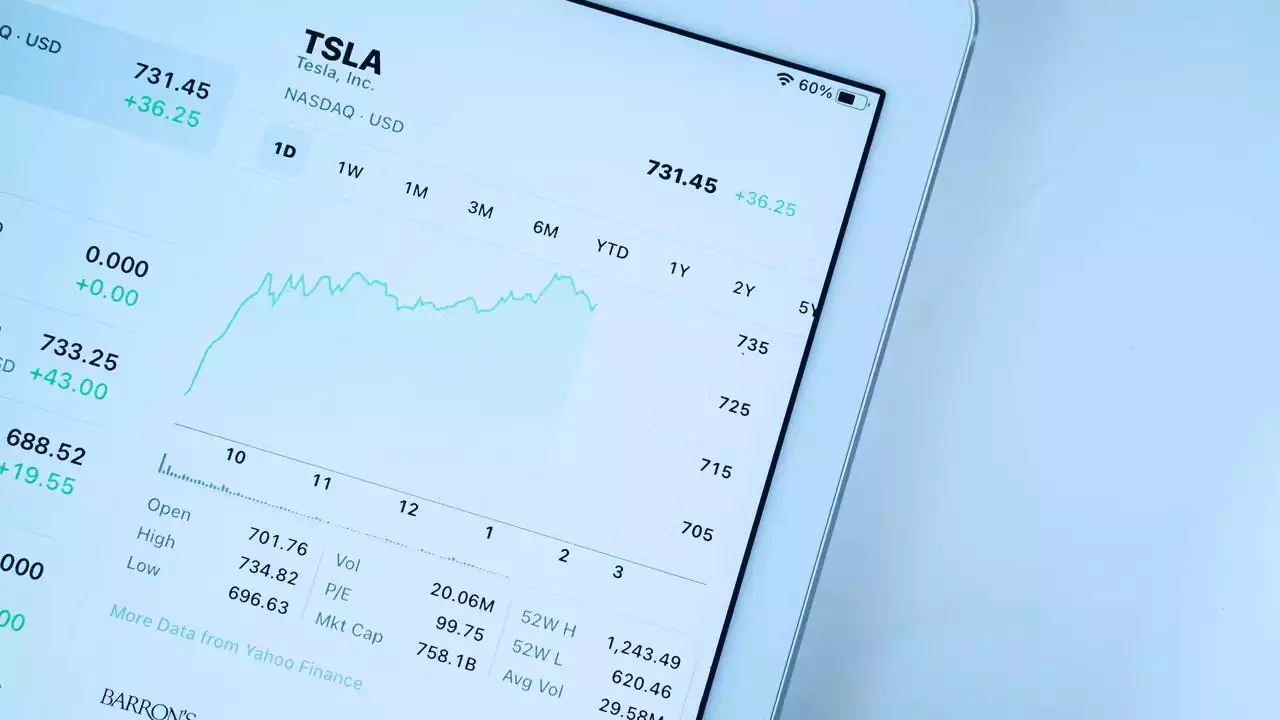 Q · USD
731.45
+36.25
0.000
+0.00
733.25
+43.00
688.52
+19.55
000
00
60%
TSLA
Tesla, Inc.
NASDAQ · USD
731.45 +36.25
1D 1W 1M 3M 6M YTD 1Y 2Y 5Y
735
725
715
705
10 11 12 1 2 3
Open 701.76
High 734.82
Low 696.63
Vol 20.06M
P/E 99.75
Mkt Cap 758.1B
52W H 1,243.49
52W L 620.46
Avg Vol 29.58M
More Data from Yahoo Finance
BARRON'S